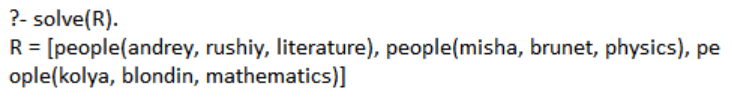 ?- solve(R).
R = [people(andrey, rushiy, literature), people(misha, brunet, physics), pe
ople(kolya, blondin, mathematics)]